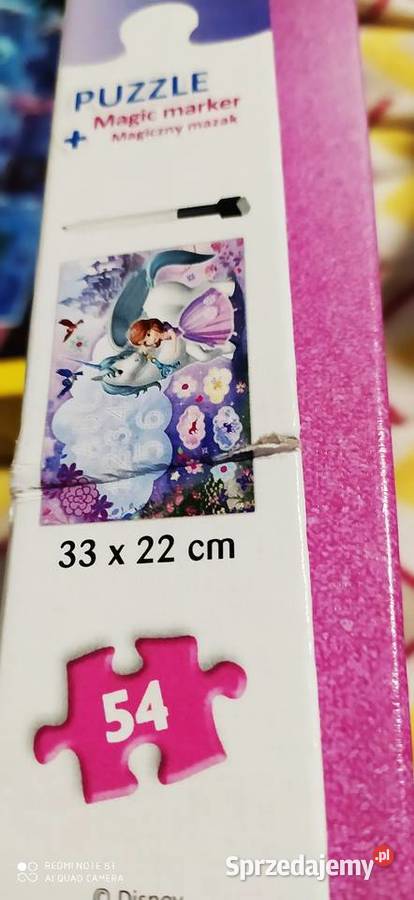 PUZZLE
+ Magic marker
Magiczny mazak
33 x 22 cm
54
© Disney
REDMI NOTE 8T
AI QUAD CAMERA
Sprzedajemy.pl